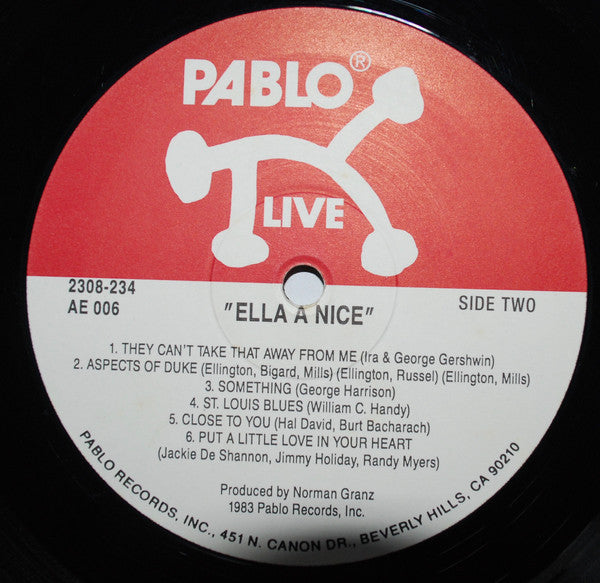 PABLO®
LIVE
2308-234
AE 006
"ELLA A NICE"
SIDE TWO
1. THEY CAN'T TAKE THAT AWAY FROM ME (Ira & George Gershwin)
2. ASPECTS OF DUKE (Ellington, Bigard, Mills) (Ellington, Russel) (Ellington, Mills)
3. SOMETHING (George Harrison)
4. ST. LOUIS BLUES (William C. Handy)
5. CLOSE TO YOU (Hal David, Burt Bacharach)
6. PUT A LITTLE LOVE IN YOUR HEART
(Jackie De Shannon, Jimmy Holiday, Randy Myers)
Produced by Norman Granz
1983 Pablo Records, Inc.
PABLO RECORDS, INC., 451 N. CANON DR., BEVERLY HILLS, CA 90210